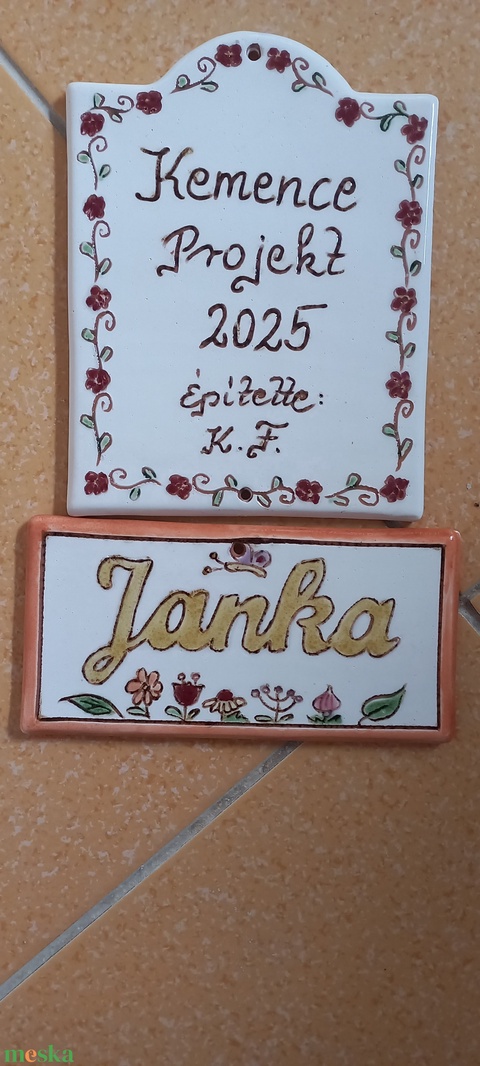 Kemence
Projekt
2025
építette:
K. F.
Janka
meska